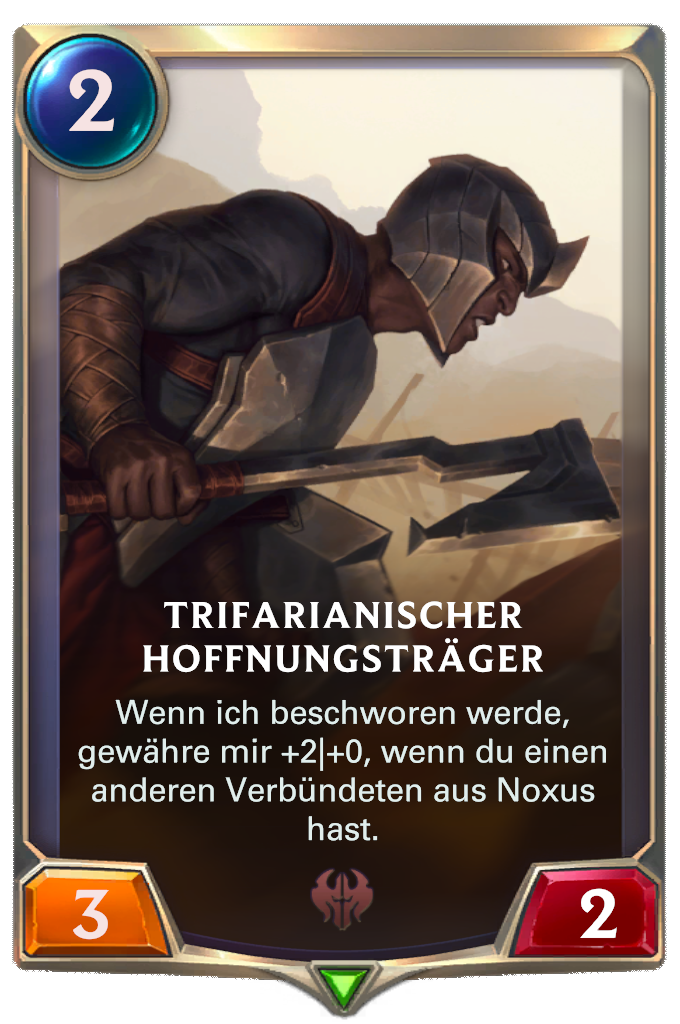 2
TRIFARIANISCHER
HOFFNUNGSTRÄGER
Wenn ich beschworen werde,
gewähre mir +2|+0, wenn du einen
anderen Verbündeten aus Noxus
hast.
3
2